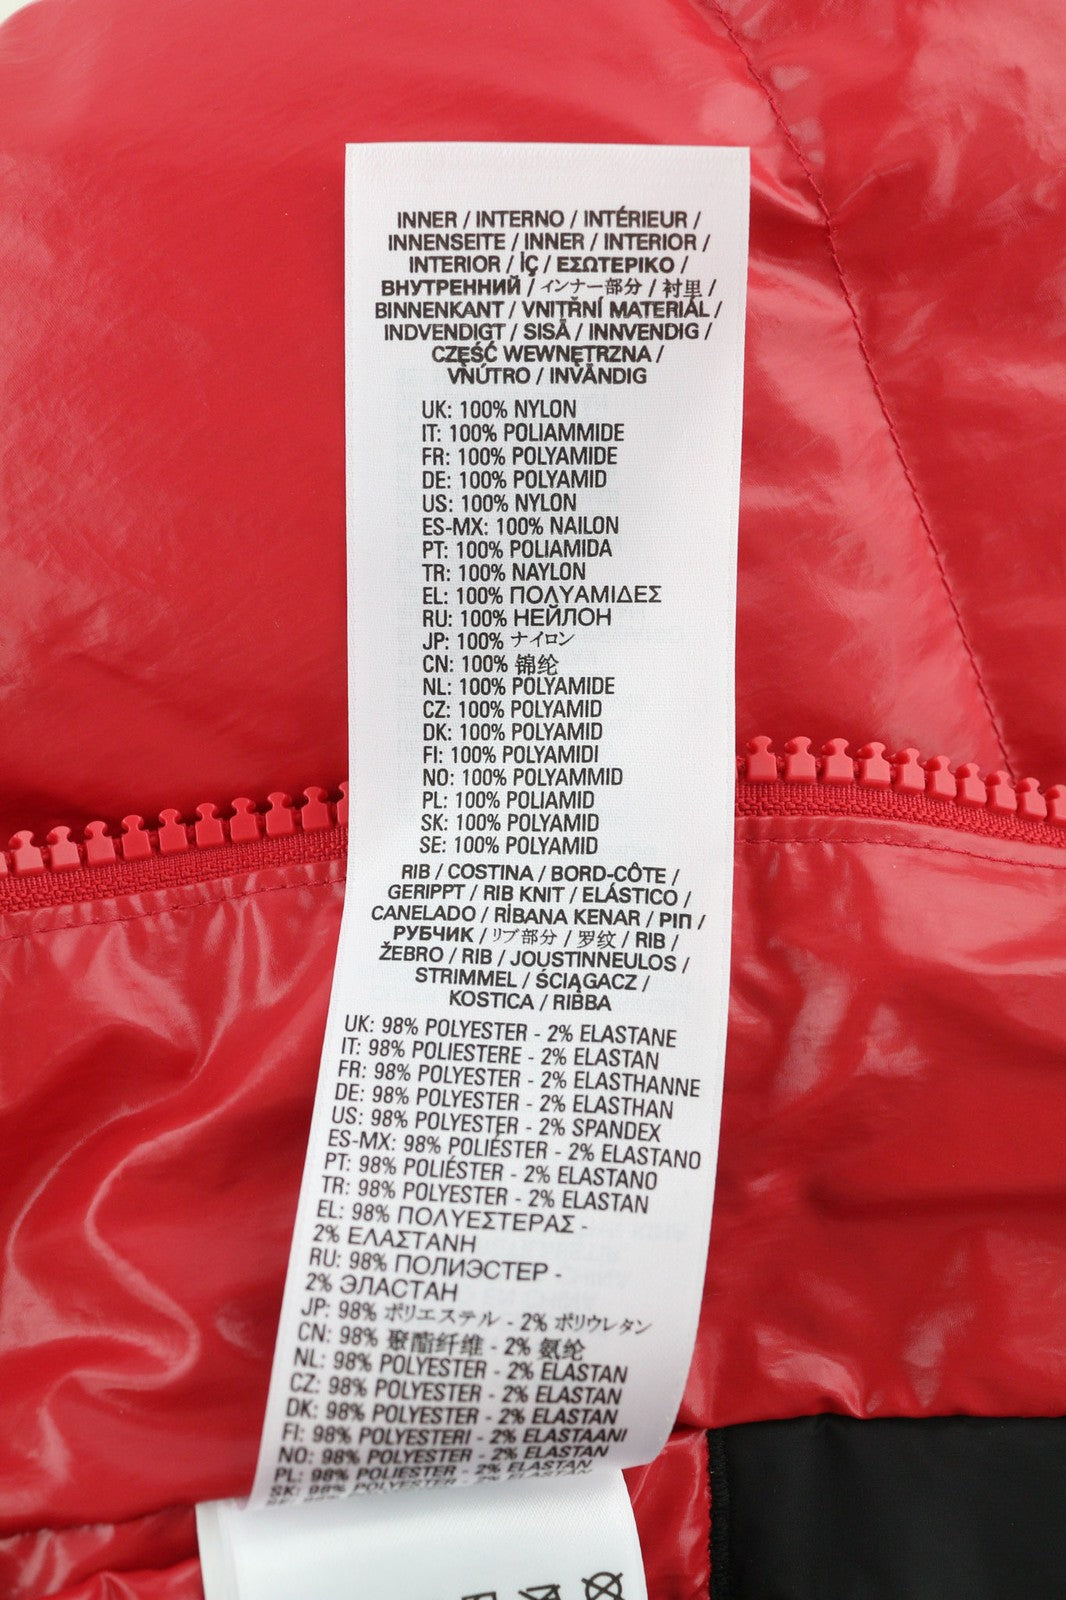 INNER / INTERNO / INTÉRIEUR /
INNENSEITE / INNER / INTERIOR /
INTERIOR / İÇ / ΕΣΩΤΕΡΙΚΟ /
ВНУТРЕННИЙ / インナー部分 / 衬里 /
BINNENKANT / VNITŘNÍ MATERIÁL /
INDVENDIGT / SISÄ / INNVENDIG /
CZĘŚĆ WEWNĘTRZNA /
VNÚTRO / INVÄNDIG
UK: 100% NYLON
IT: 100% POLIAMMIDE
FR: 100% POLYAMIDE
DE: 100% POLYAMID
US: 100% NYLON
ES-MX: 100% NAILON
PT: 100% POLIAMIDA
TR: 100% NAYLON
EL: 100% ΠΟΛΥΑΜΙΔΕΣ
RU: 100% НЕЙЛОН
JP: 100% ナイロン
CN: 100% 锦纶
NL: 100% POLYAMIDE
CZ: 100% POLYAMID
DK: 100% POLYAMID
FI: 100% POLYAMIDI
NO: 100% POLYAMMID
PL: 100% POLIAMID
SK: 100% POLYAMID
SE: 100% POLYAMID
RIB / COSTINA / BORD-CÔTE /
GERIPPT / RIB KNIT / ELÁSTICO /
CANELADO / RİBANA KENAR / ΡΙΠ /
РУБЧИК / リブ部分 / 罗纹 / RIB /
ŽEBRO / RIB / JOUSTINNEULOS /
STRIMMEL / ŚCIĄGACZ /
KOSTICA / RIBBA
UK: 98% POLYESTER - 2% ELASTANE
IT: 98% POLIESTERE - 2% ELASTAN
FR: 98% POLYESTER - 2% ELASTHANNE
DE: 98% POLYESTER - 2% ELASTHAN
US: 98% POLYESTER - 2% SPANDEX
ES-MX: 98% POLIÉSTER - 2% ELASTANO
PT: 98% POLIÉSTER - 2% ELASTANO
TR: 98% POLYESTER - 2% ELASTAN
EL: 98% ΠΟΛΥΕΣΤΕΡΑΣ -
2% ΕΛΑΣΤΑΝΗ
RU: 98% ПОЛИЭСТЕР -
2% ЭЛАСТАН
JP: 98% ポリエステル - 2% ポリウレタン
CN: 98% 聚酯纤维 - 2% 氨纶
NL: 98% POLYESTER - 2% ELASTAN
CZ: 98% POLYESTER - 2% ELASTAN
DK: 98% POLYESTER - 2% ELASTAN
FI: 98% POLYESTERI - 2% ELASTAANI
NO: 98% POLYESTER - 2% ELASTAN
PL: 98% POLIESTER - 2% ELASTAN
SK: 98% POLYESTER - 2% ELASTAN